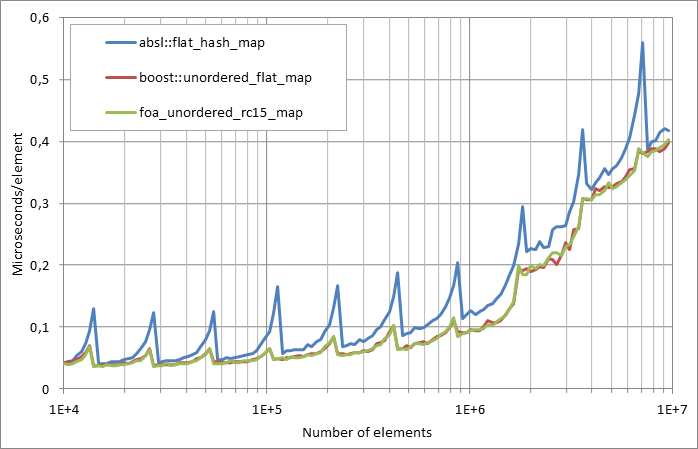 0,6
absl::flat_hash_map
0,5
boost::unordered_flat_map
foa_unordered_rc15_map
0,4
0,3
0,2
0,1
0
Microseconds/element
1E+4
1E+5
1E+6
1E+7
Number of elements